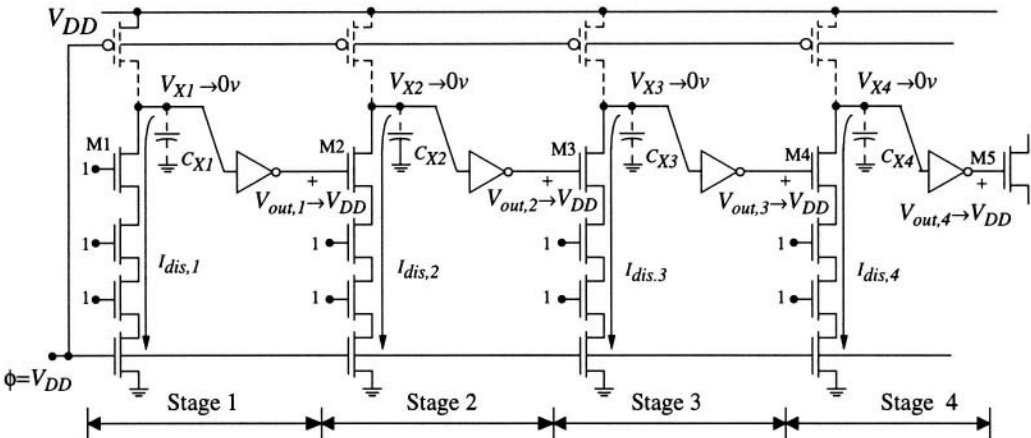 V_DD
V_X1→0v V_X2→0v V_X3→0v V_X4→0v
M1 C_X1 M2 C_X2 M3 C_X3 M4 C_X4 M5
1
+ + + +
V_out,1→V_DD V_out,2→V_DD V_out,3→V_DD V_out,4→V_DD
1 1 1 1
I_dis,1 I_dis,2 I_dis.3 I_dis,4
1 1 1 1
ϕ=V_DD
Stage 1 Stage 2 Stage 3 Stage 4